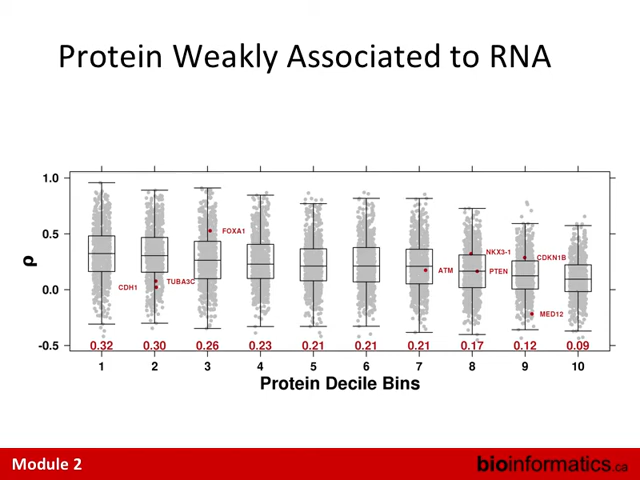 Protein Weakly Associated to RNA
1.0
0.5
0.0
-0.5
ρ
FOXA1
CDH1
TUBA3C
ATM
NKX3-1
PTEN
CDKN1B
MED12
0.32 0.30 0.26 0.23 0.21 0.21 0.21 0.17 0.12 0.09
1 2 3 4 5 6 7 8 9 10
Protein Decile Bins
Module 2
bioinformatics.ca